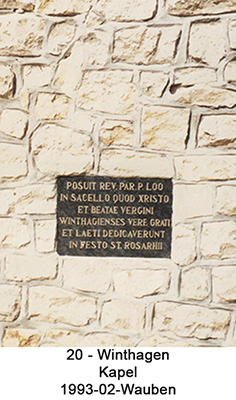 POSUIT REV. PAR. P. LOO
IN SACELLO QUOD XRISTO
ET BEATAE VERGINI
WINTHAGIENSES VERE GRATI
ET LAETI DEDICAVERUNT
IN FESTO ST. ROSARHI
20 - Winthagen
Kapel
1993-02-Wauben